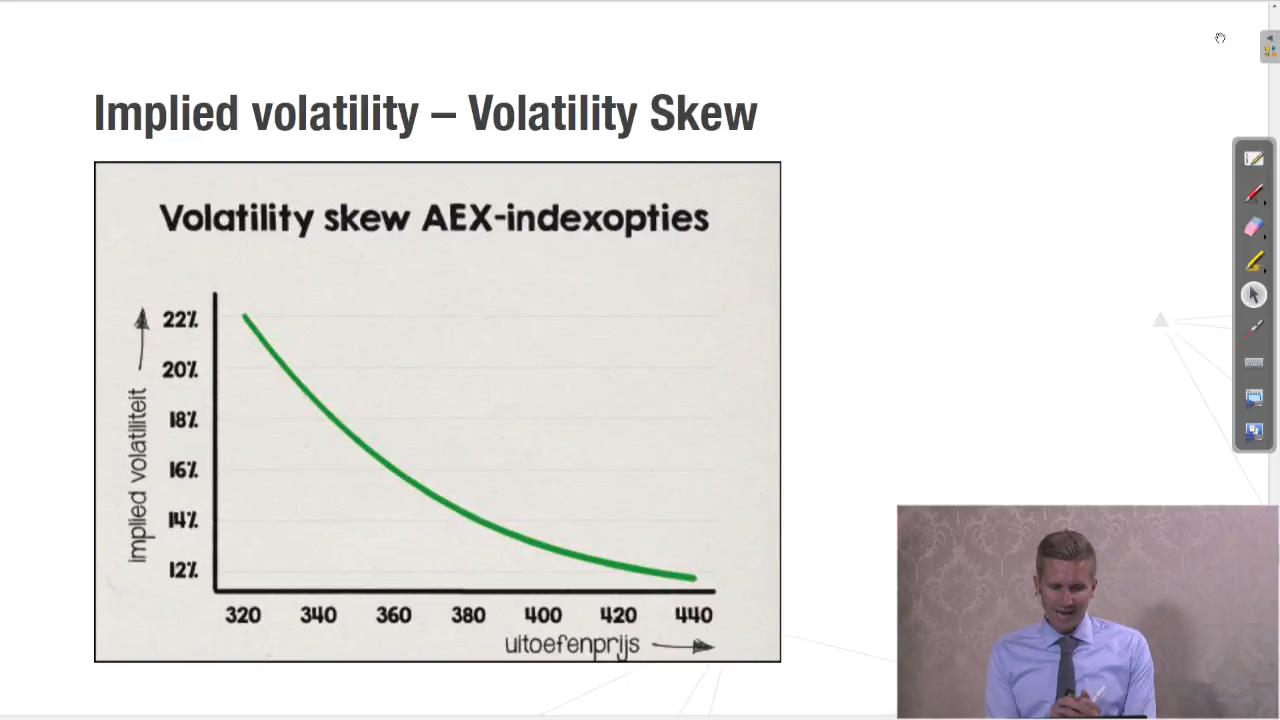 Implied volatility – Volatility Skew
Volatility skew AEX-indexopties
implied volatiliteit
22%
20%
18%
16%
14%
12%
320 340 360 380 400 420 440
uitoefenprijs